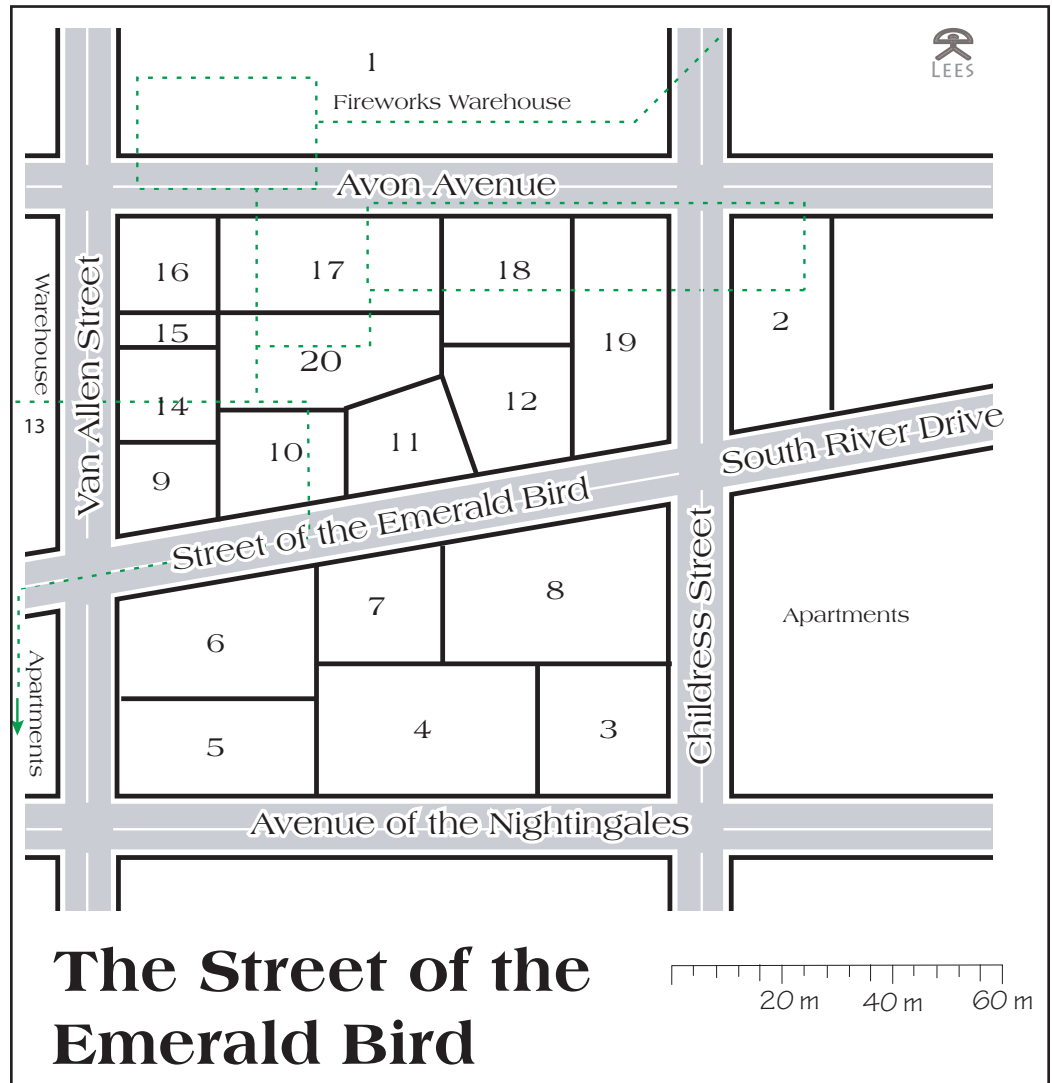 1
LEES
Fireworks Warehouse
Avon Avenue
16
17
18
Warehouse
Van Allen Street
15
2
19
20
14
12
13
South River Drive
10
11
9
Street of the Emerald Bird
Childress Street
7
8
Apartments
6
Apartments
5
4
3
Avenue of the Nightingales
The Street of the
Emerald Bird
20 m
40 m
60 m